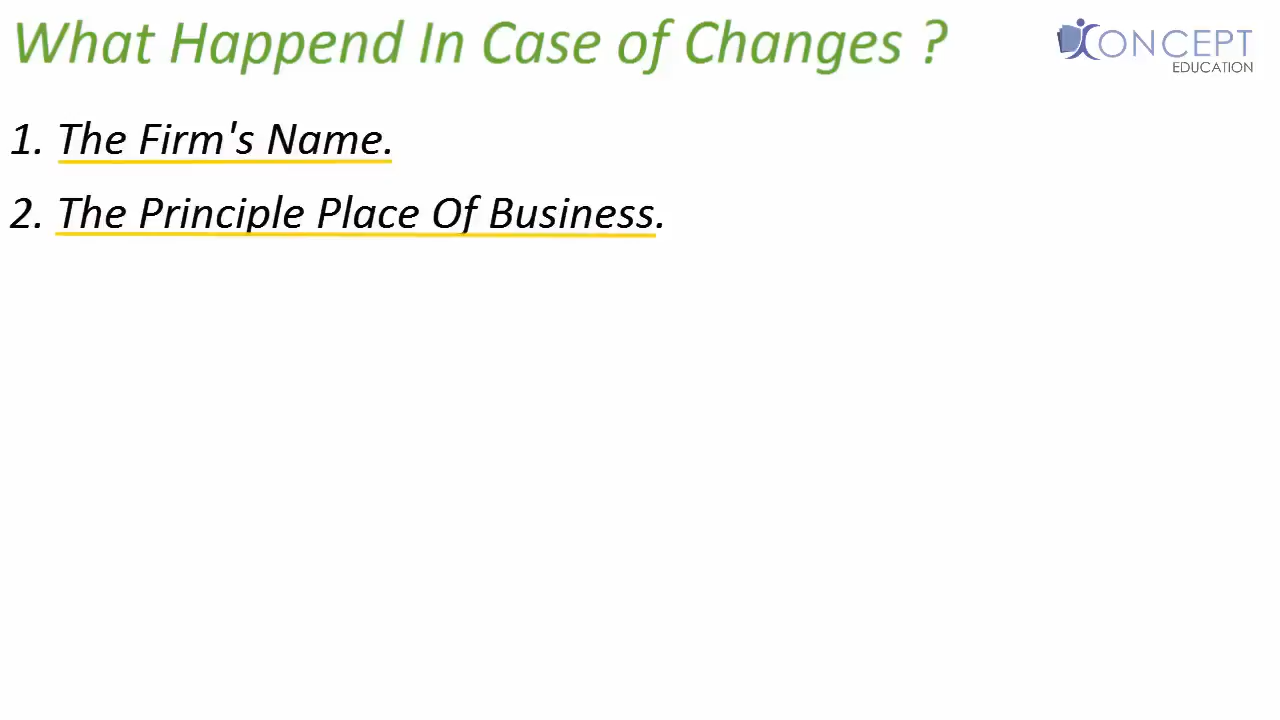 What Happend In Case of Changes ?
CONCEPT
EDUCATION
1. The Firm's Name.
2. The Principle Place Of Business.